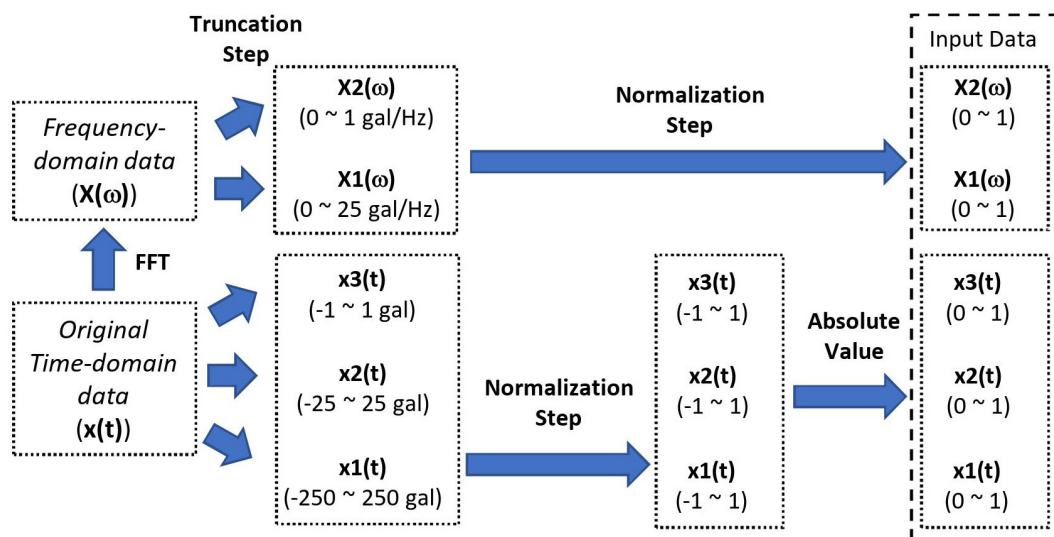 Truncation
Step
Frequency-
domain data
(X(ω))
FFT
Original
Time-domain
data
(x(t))
X2(ω)
(0 ~ 1 gal/Hz)
X1(ω)
(0 ~ 25 gal/Hz)
x3(t)
(-1 ~ 1 gal)
x2(t)
(-25 ~ 25 gal)
x1(t)
(-250 ~ 250 gal)
Normalization
Step
Normalization
Step
x3(t)
(-1 ~ 1)
x2(t)
(-1 ~ 1)
x1(t)
(-1 ~ 1)
Absolute
Value
Input Data
X2(ω)
(0 ~ 1)
X1(ω)
(0 ~ 1)
x3(t)
(0 ~ 1)
x2(t)
(0 ~ 1)
x1(t)
(0 ~ 1)